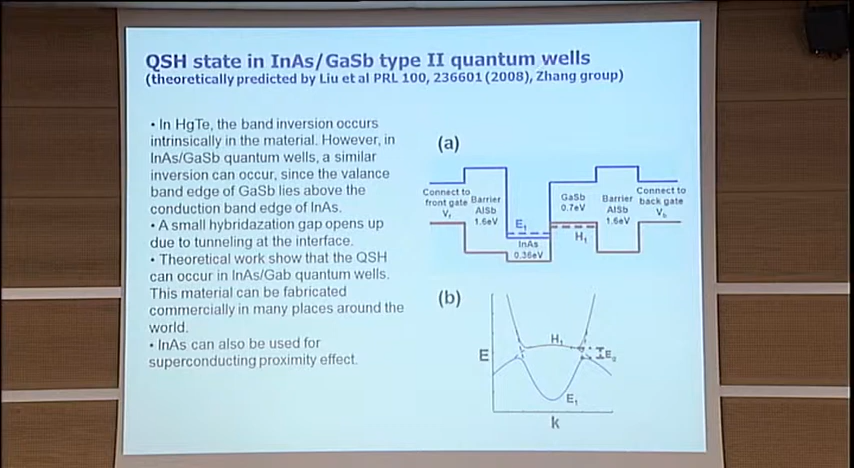 QSH state in InAs/GaSb type II quantum wells
(theoretically predicted by Liu et al PRL 100, 236601 (2008), Zhang group)
• In HgTe, the band inversion occurs
intrinsically in the material. However, in
InAs/GaSb quantum wells, a similar
inversion can occur, since the valance
band edge of GaSb lies above the
conduction band edge of InAs.
• A small hybridazation gap opens up
due to tunneling at the interface.
• Theoretical work show that the QSH
can occur in InAs/Gab quantum wells.
This material can be fabricated
commercially in many places around the
world.
• InAs can also be used for
superconducting proximity effect.
(a)
Connect to
front gate
Vf
Barrier
AlSb
1.6eV
E1
InAs
0.36eV
GaSb
0.7eV
H1
Barrier
AlSb
1.6eV
Connect to
back gate
Vb
(b)
E
H1
Eg
E1
k